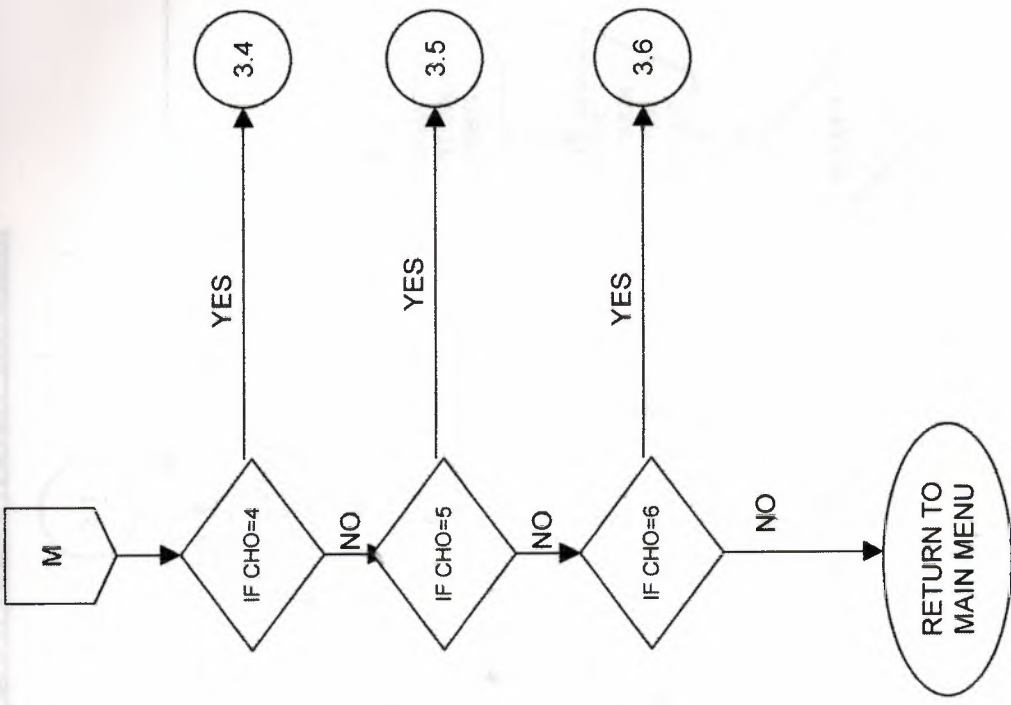 M
IF CHO=4
YES
3.4
NO
IF CHO=5
YES
3.5
NO
IF CHO=6
YES
3.6
NO
RETURN TO
MAIN MENU